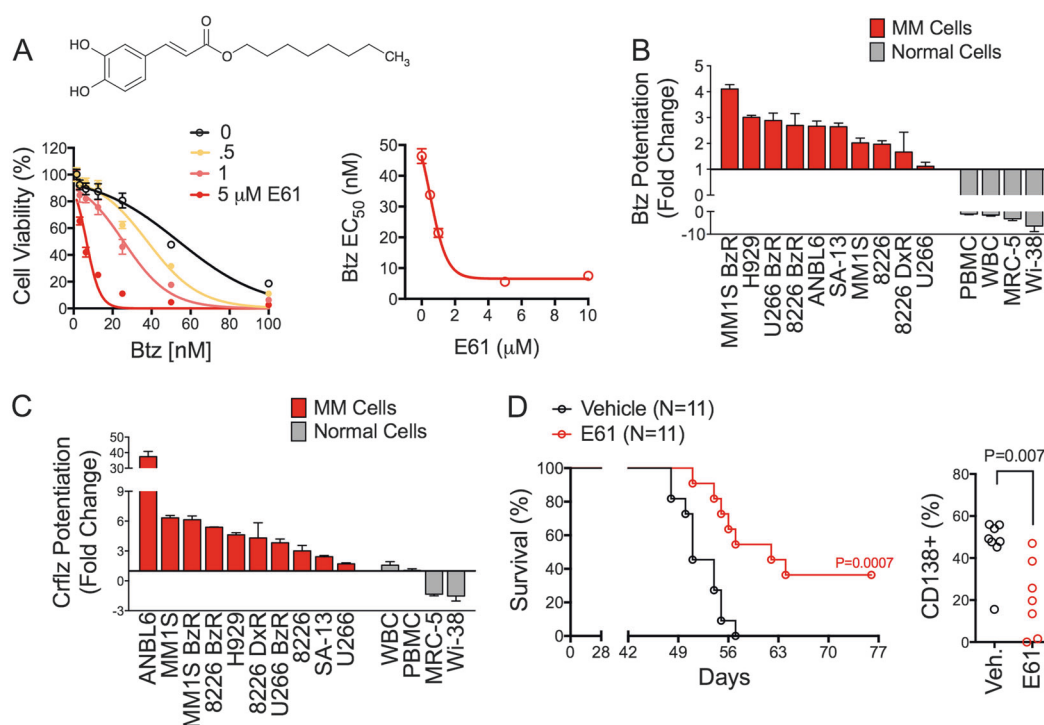 A
HO
HO
O
O
CH3
0
.5
1
5 μM E61
Cell Viability (%)
120
100
80
60
40
20
0
0
20
40
60
80
100
Btz [nM]
Btz EC50 (nM)
50
40
30
20
10
0
0
2
4
6
8
10
E61 (μM)
B
MM Cells
Normal Cells
Btz Potentiation
(Fold Change)
5
4
3
2
0
-10
MM1S BzR
H929
U266 BzR
8226 BzR
ANBL6
SA-13
MM1S
8226
8226 DxR
U266
PBMC
WBC
MRC-5
Wi-38
C
MM Cells
Normal Cells
Crflz Potentiation
(Fold Change)
50
40
30
9
6
3
-3
ANBL6
MM1S
MM1S BzR
8226 BzR
H929
8226 DxR
U266 BzR
8226
SA-13
U266
WBC
PBMC
MRC-5
Wi-38
D
Vehicle (N=11)
E61 (N=11)
Survival (%)
100
80
60
40
20
0
P=0.0007
0
28
42
49
56
63
70
77
Days
P=0.007
CD138+ (%)
80
60
40
20
0
Veh.
E61